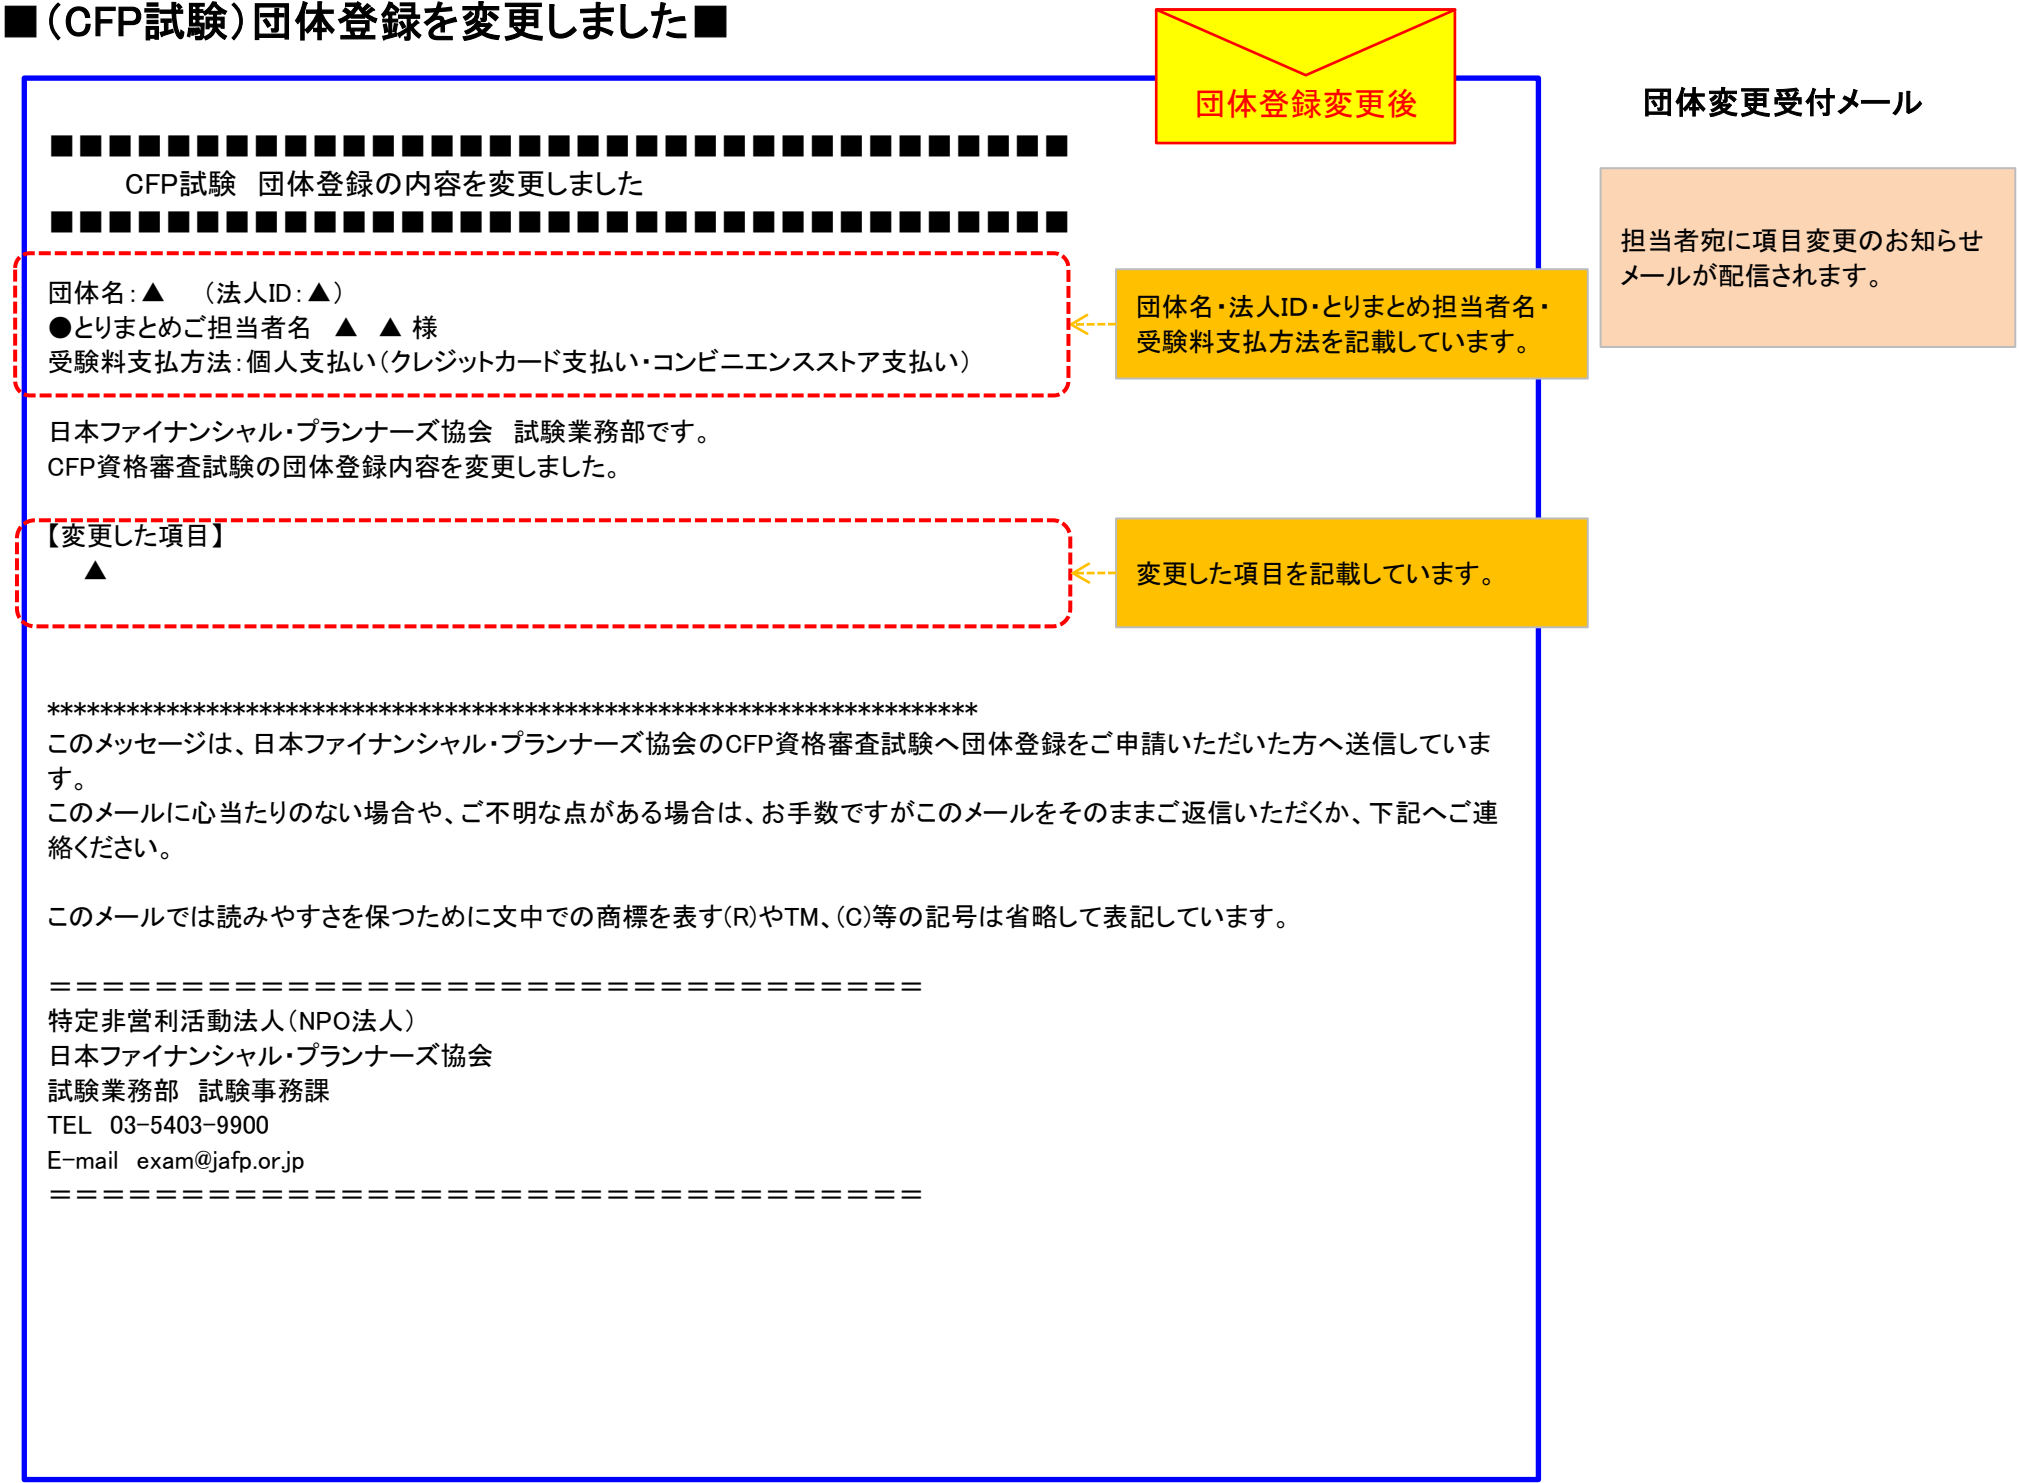 ■(CFP試験)団体登録を変更しました■
団体登録変更後
団体変更受付メール
■■■■■■■■■■■■■■■■■■■■■■■■■■■■■■■■■■■
CFP試験　団体登録の内容を変更しました
■■■■■■■■■■■■■■■■■■■■■■■■■■■■■■■■■■■
担当者宛に項目変更のお知らせ
メールが配信されます。
団体名:▲　(法人ID:▲)
●とりまとめご担当者名　▲　▲ 様
受験料支払方法:個人支払い(クレジットカード支払い・コンビニエンスストア支払い)
団体名・法人ID・とりまとめ担当者名・
受験料支払方法を記載しています。
日本ファイナンシャル・プランナーズ協会　試験業務部です。
CFP資格審査試験の団体登録内容を変更しました。
【変更した項目】
▲
変更した項目を記載しています。
**********************************************************************
このメッセージは、日本ファイナンシャル・プランナーズ協会のCFP資格審査試験へ団体登録をご申請いただいた方へ送信していま
す。
このメールに心当たりのない場合や、ご不明な点がある場合は、お手数ですがこのメールをそのままご返信いただくか、下記へご連
絡ください。
このメールでは読みやすさを保つために文中での商標を表す(R)やTM、(C)等の記号は省略して表記しています。
=================================
特定非営利活動法人(NPO法人)
日本ファイナンシャル・プランナーズ協会
試験業務部　試験事務課
TEL　03-5403-9900
E-mail　exam@jafp.or.jp
=================================